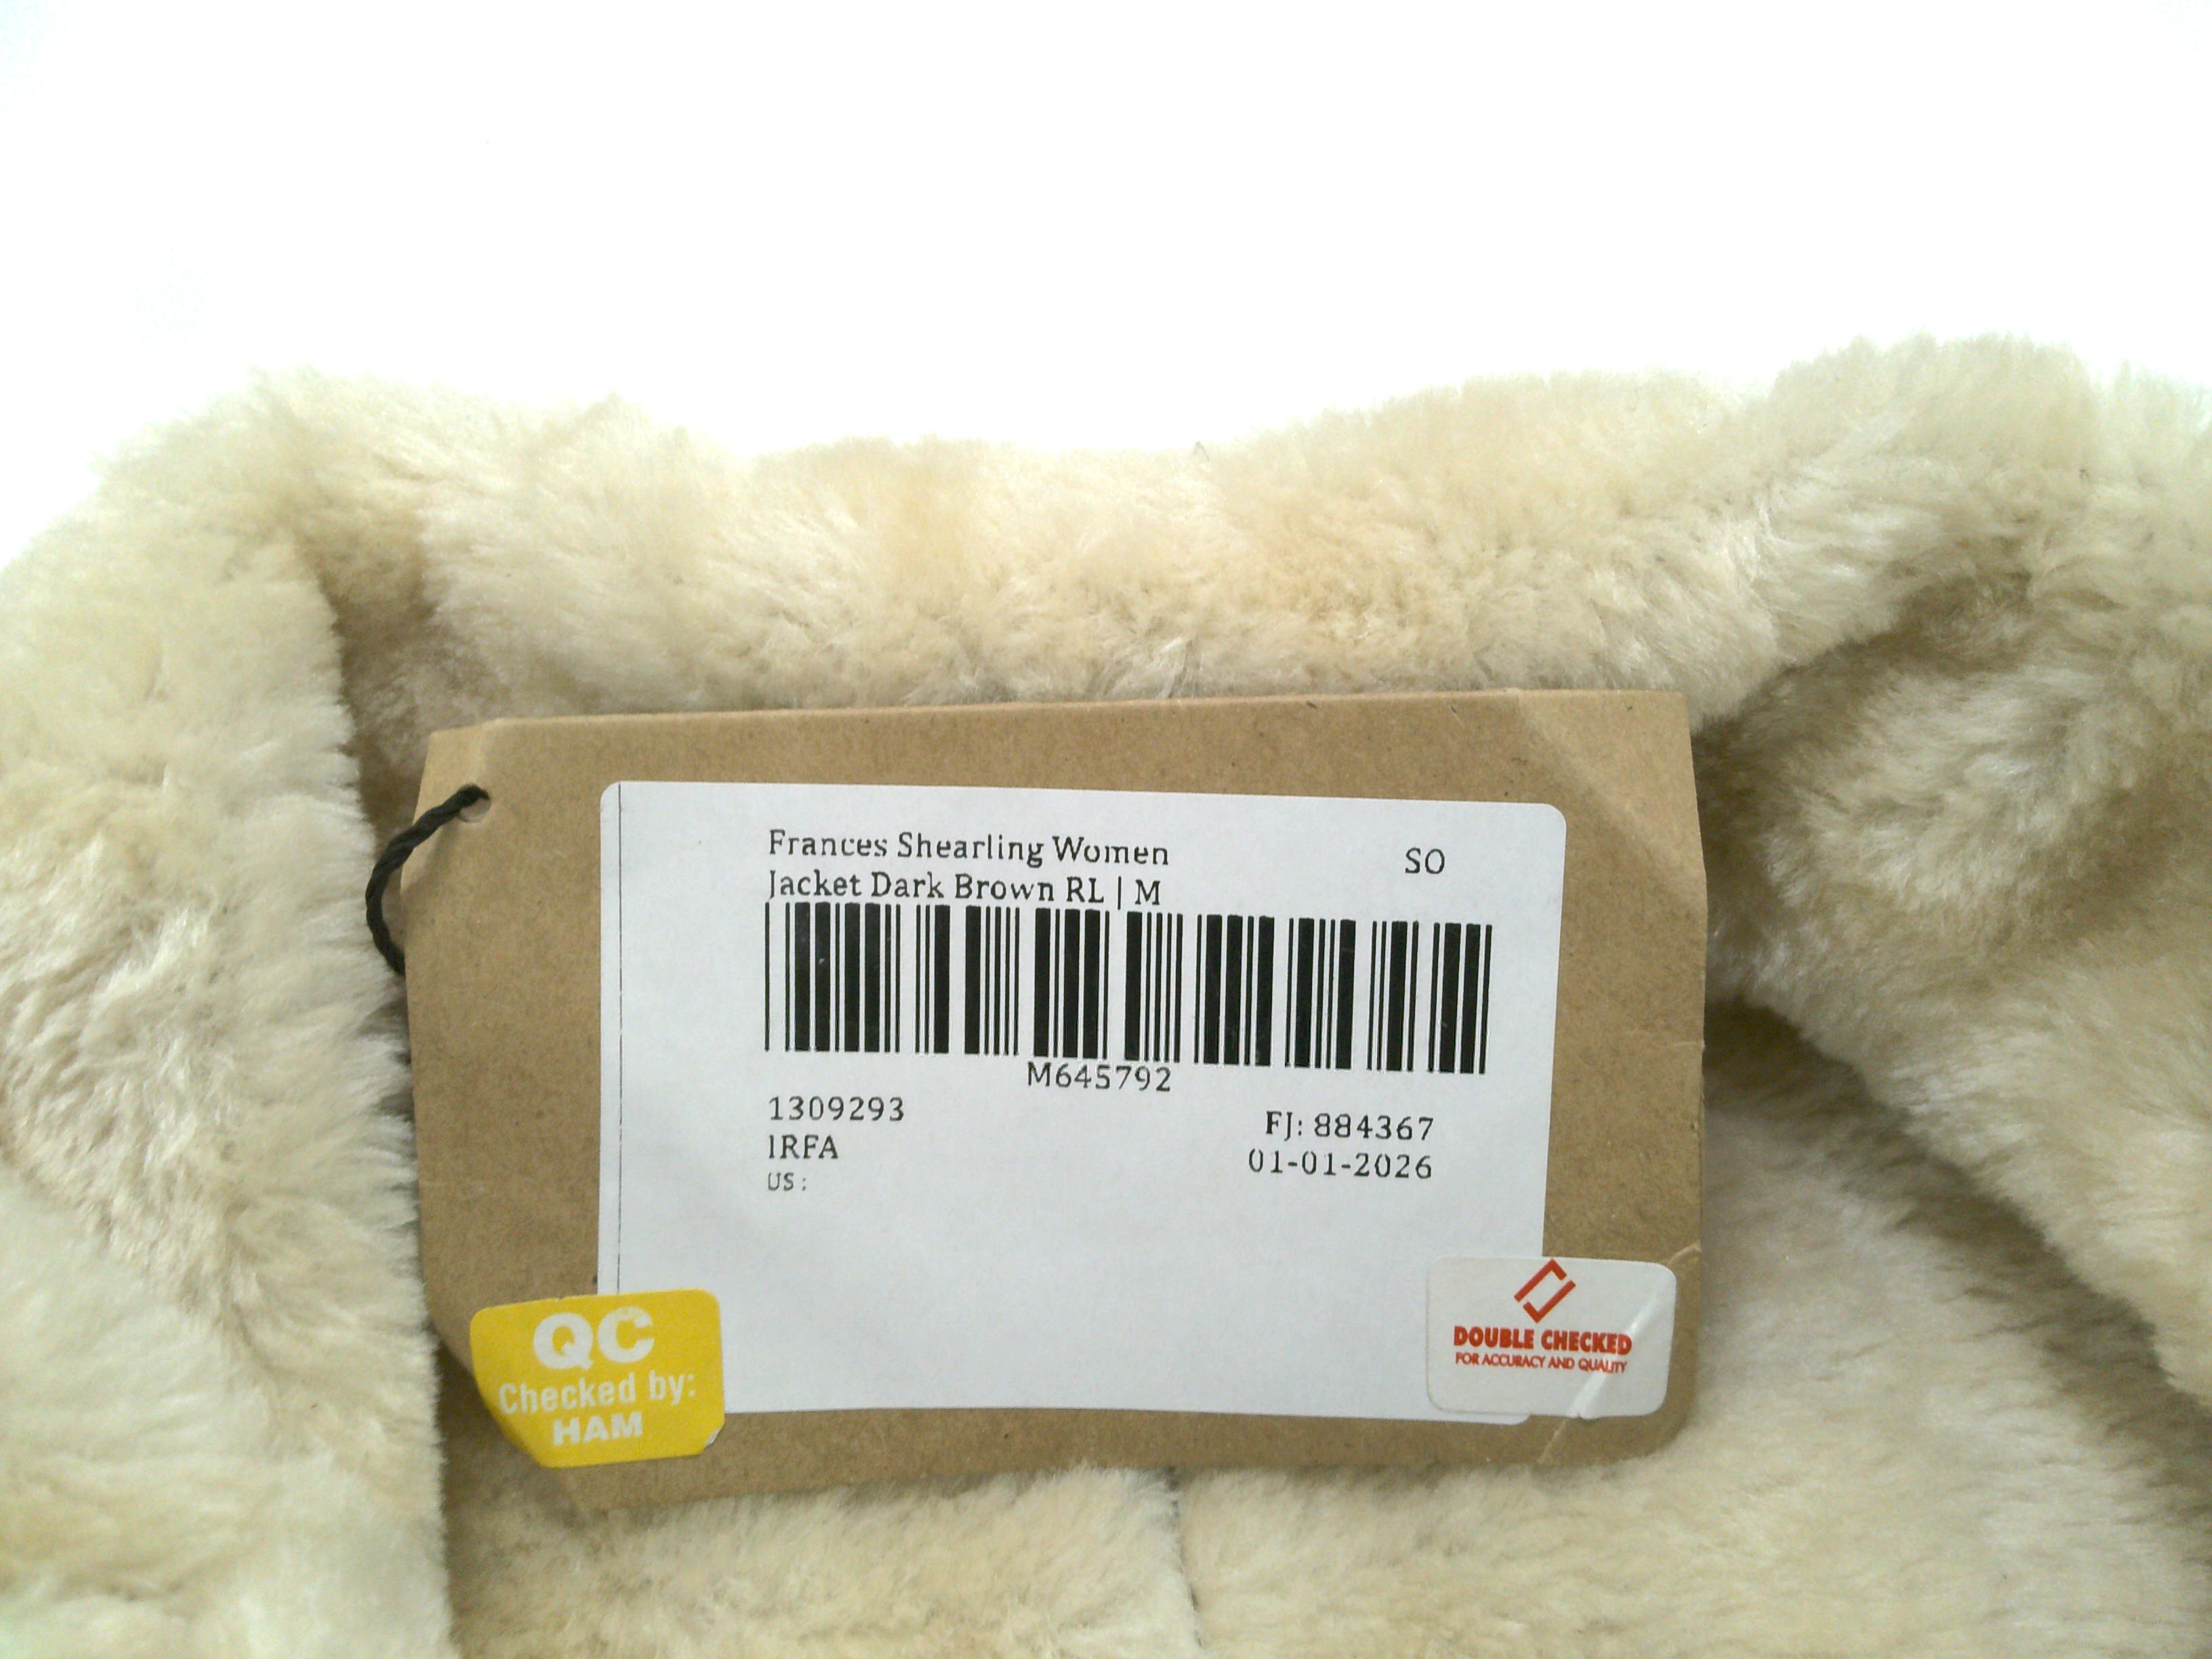 Frances Shearling Women
Jacket Dark Brown RL | M
SO
M645792
1309293
FJ: 884367
IRFA
01-01-2026
US :
QC
Checked by:
HAM
DOUBLE CHECKED
FOR ACCURACY AND QUALITY